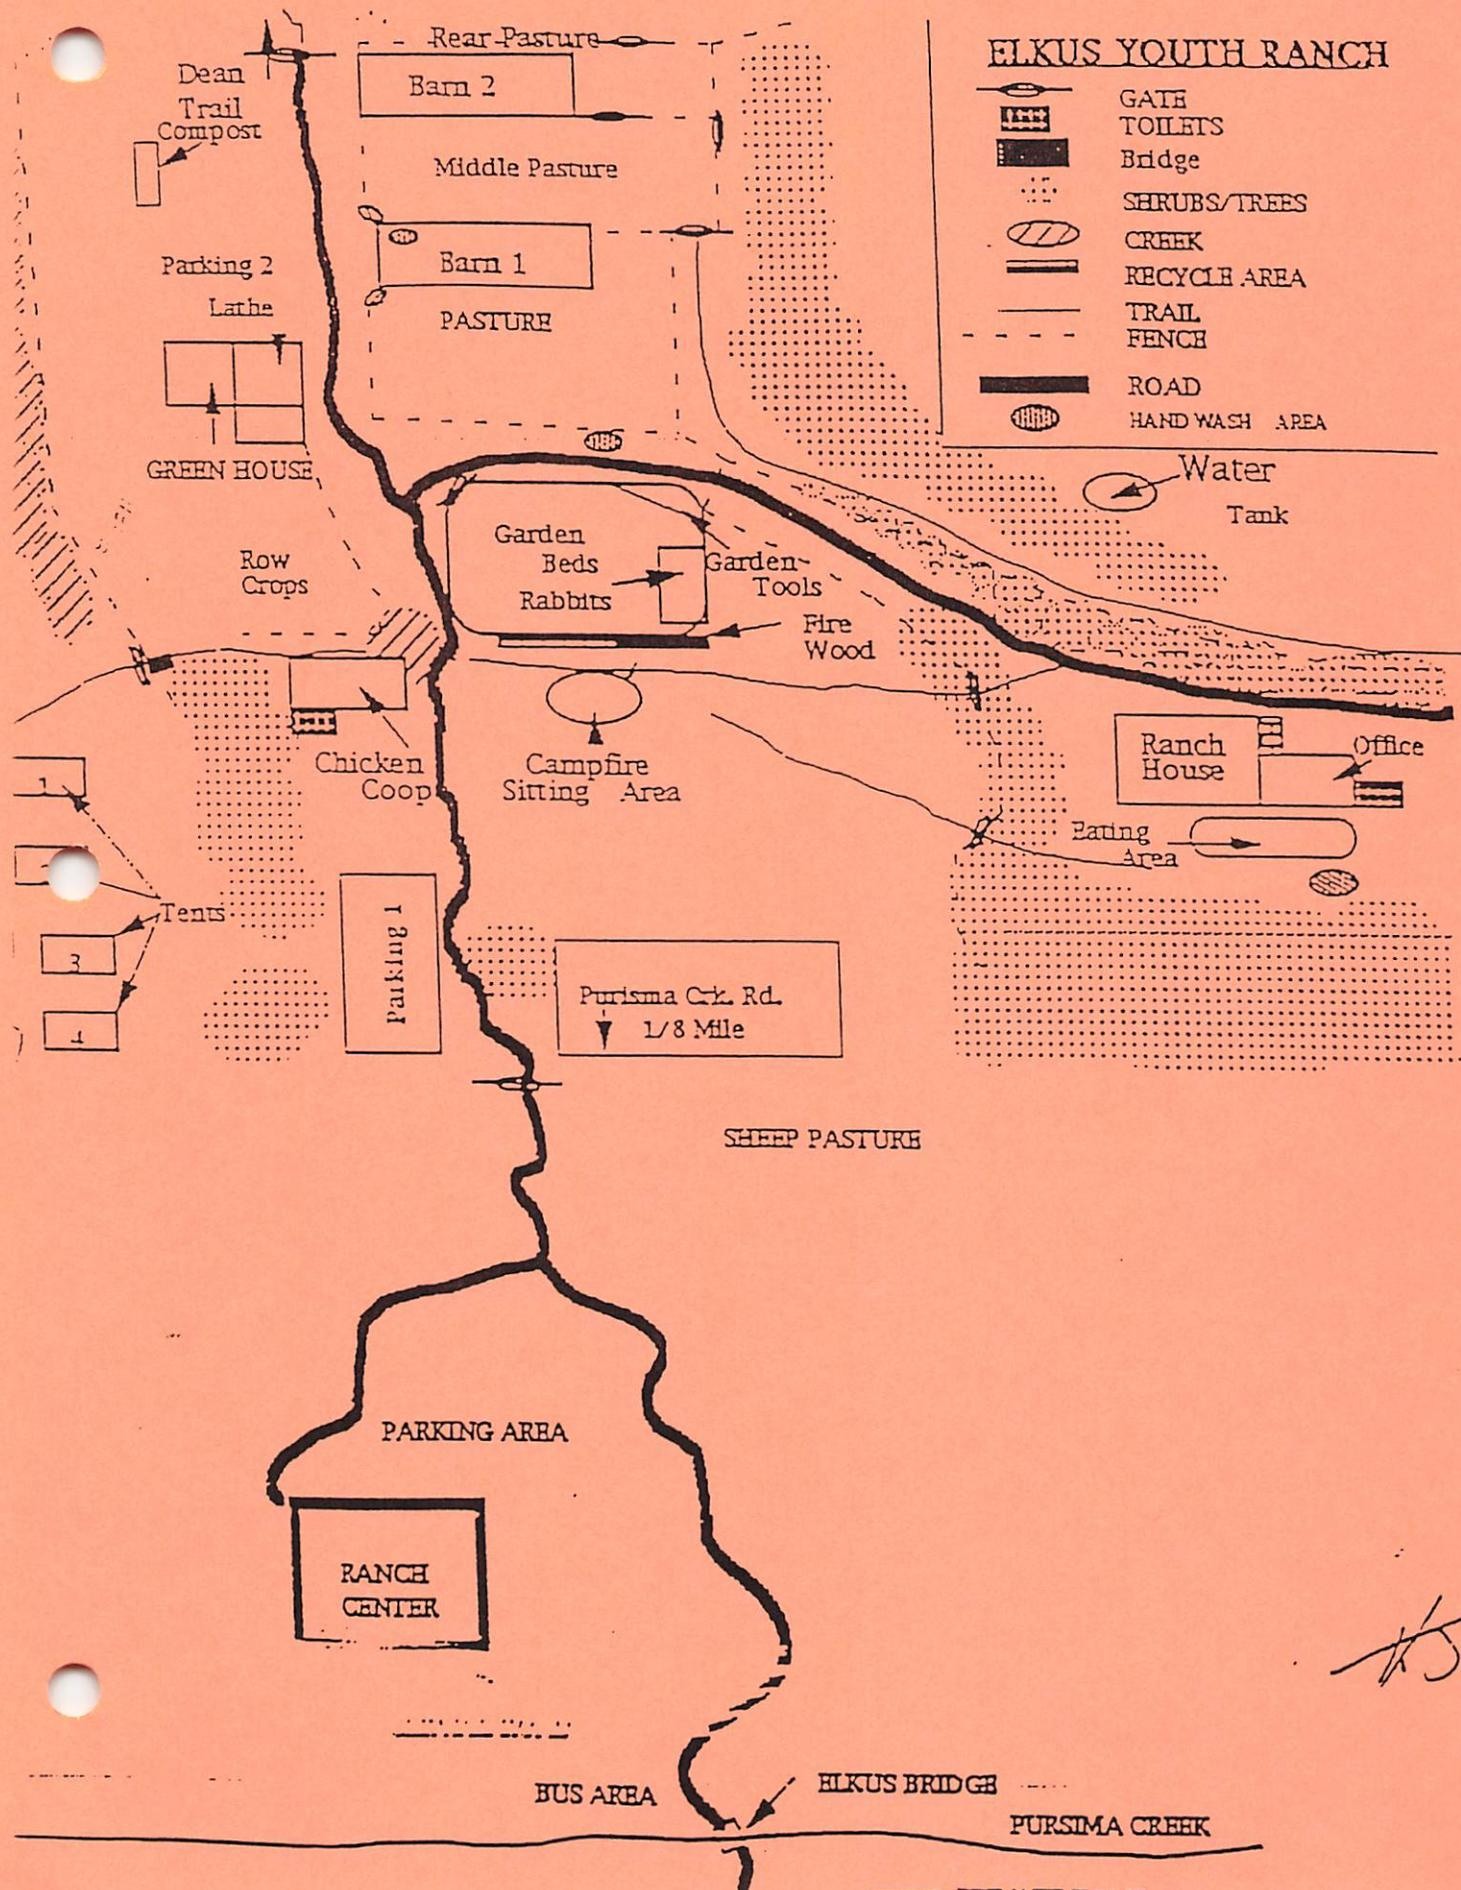 Rear Pasture
ELKUS YOUTH RANCH
Dean
Trail
Compost
Barn 2
GATE
TOILETS
Bridge
Middle Pasture
SHRUBS/TREES
CREEK
Parking 2
Barn 1
RECYCLE AREA
Lathe
PASTURE
TRAIL
FENCE
ROAD
HAND WASH AREA
GREEN HOUSE
Water
Tank
Row
Crops
Garden
Beds
Rabbits
Garden
Tools
Fire
Wood
Ranch
House
Office
Chicken
Coop
Campfire
Sitting Area
1
Eating
Area
Tents
Parking 1
3
Purisma Crk. Rd.
1/8 Mile
SHEEP PASTURE
PARKING AREA
RANCH
CENTER
BUS AREA
ELKUS BRIDGE
PURSIMA CREEK